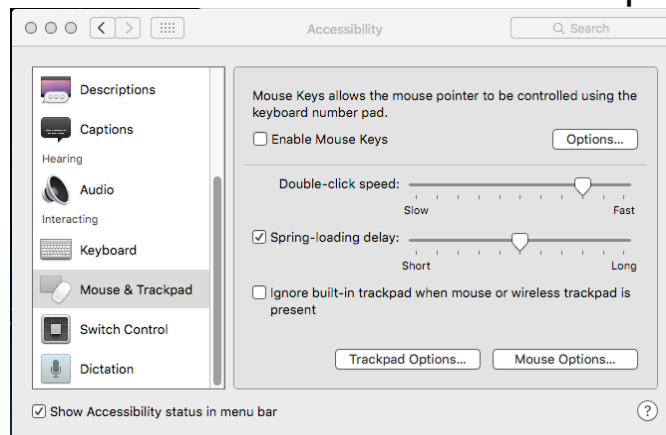 Accessibility
Search
Descriptions
Captions
Hearing
Audio
Interacting
Keyboard
Mouse & Trackpad
Switch Control
Dictation
Mouse Keys allows the mouse pointer to be controlled using the
keyboard number pad.
Enable Mouse Keys
Options...
Double-click speed:
Slow
Fast
Spring-loading delay:
Short
Long
Ignore built-in trackpad when mouse or wireless trackpad is
present
Trackpad Options...
Mouse Options...
Show Accessibility status in menu bar
?